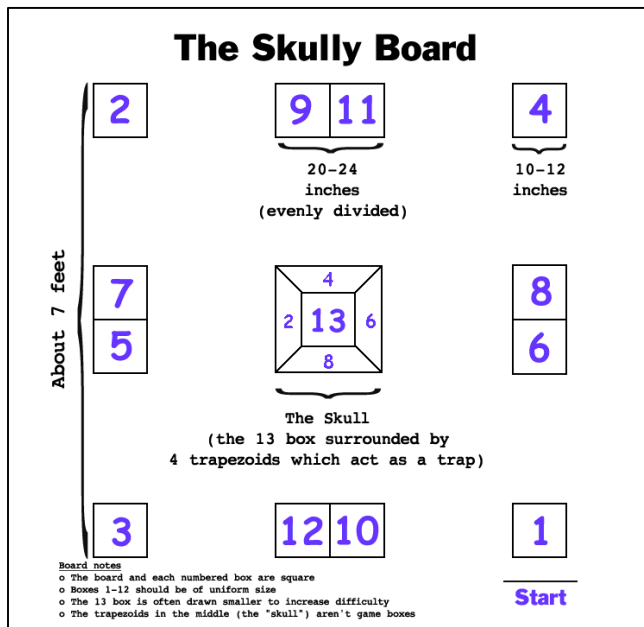 The Skully Board
2
9 11
4
20-24
inches
(evenly divided)
10-12
inches
About 7 feet
7
5
4
2 13 6
8
8
6
The Skull
(the 13 box surrounded by
4 trapezoids which act as a trap)
3
12 10
1
Start
Board notes
o The board and each numbered box are square
o Boxes 1-12 should be of uniform size
o The 13 box is often drawn smaller to increase difficulty
o The trapezoids in the middle (the "skull") aren't game boxes